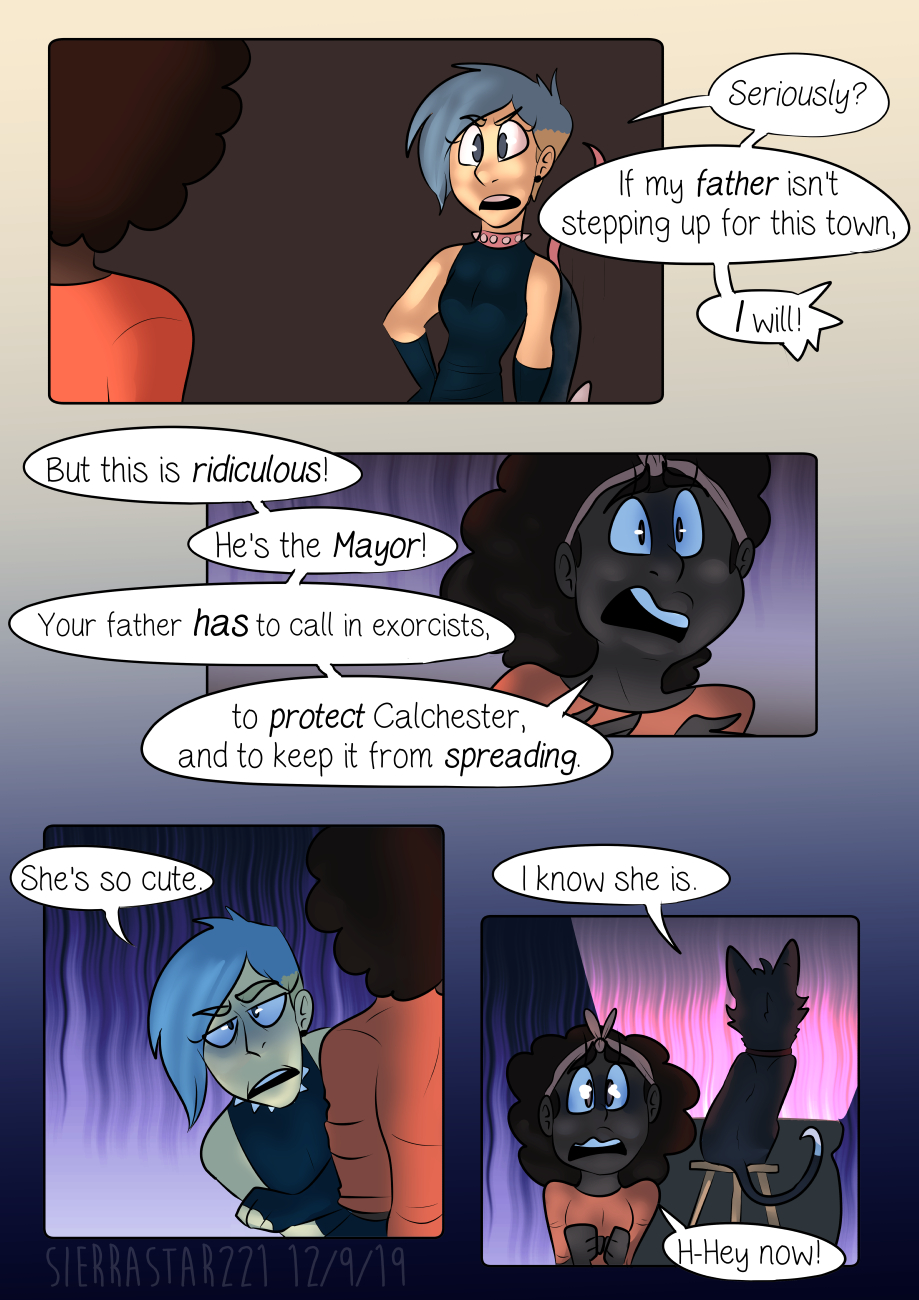 Seriously?
If my father isn't
stepping up for this town,
I will!
But this is ridiculous!
He's the Mayor!
Your father has to call in exorcists,
to protect Calchester,
and to keep it from spreading.
She's so cute.
I know she is.
H-Hey now!
SIERRASTAR221 12/9/19